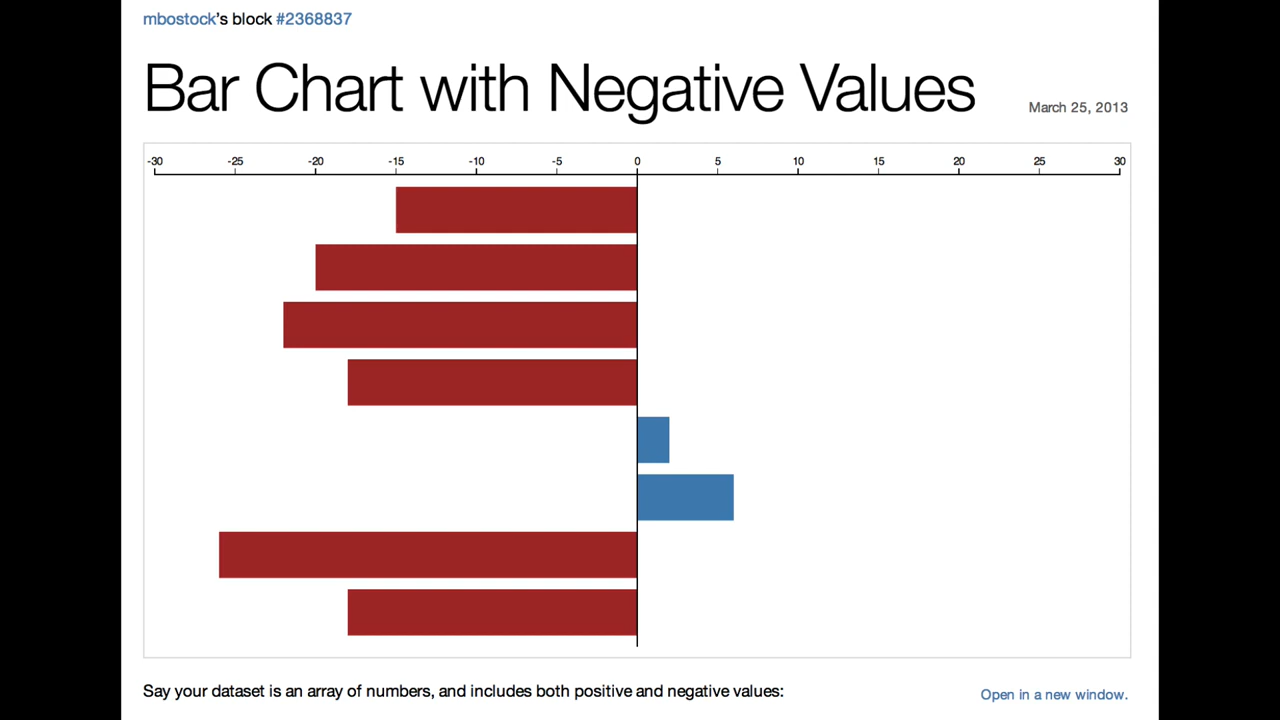 mbostock's block #2368837
Bar Chart with Negative Values
March 25, 2013
-30 -25 -20 -15 -10 -5 0 5 10 15 20 25 30
Say your dataset is an array of numbers, and includes both positive and negative values:
Open in a new window.